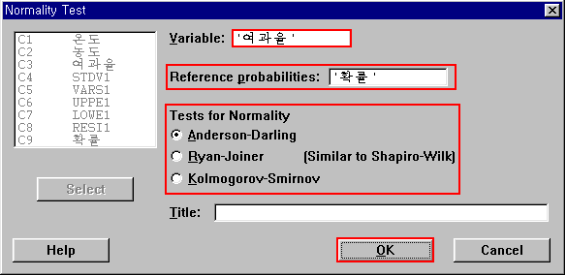 Normality Test
C1 온도
C2 농도
C3 여과율
C4 STDV1
C5 VARS1
C6 UPPE1
C7 LOWE1
C8 RESI1
C9 확률
Select
Variable: '여과율'
Reference probabilities: '확률'
Tests for Normality
Anderson-Darling
Ryan-Joiner (Similar to Shapiro-Wilk)
Kolmogorov-Smirnov
Title:
Help
OK
Cancel